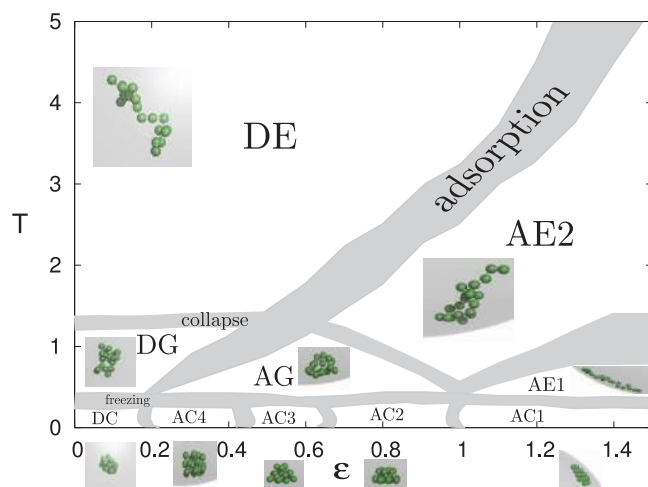 5
4
3
T
2
1
0
DE
adsorption
AE2
collapse
DG
AG
AE1
freezing
DC
AC4
AC3
AC2
AC1
0
0.2
0.4
0.6
0.8
1
1.2
1.4
ε